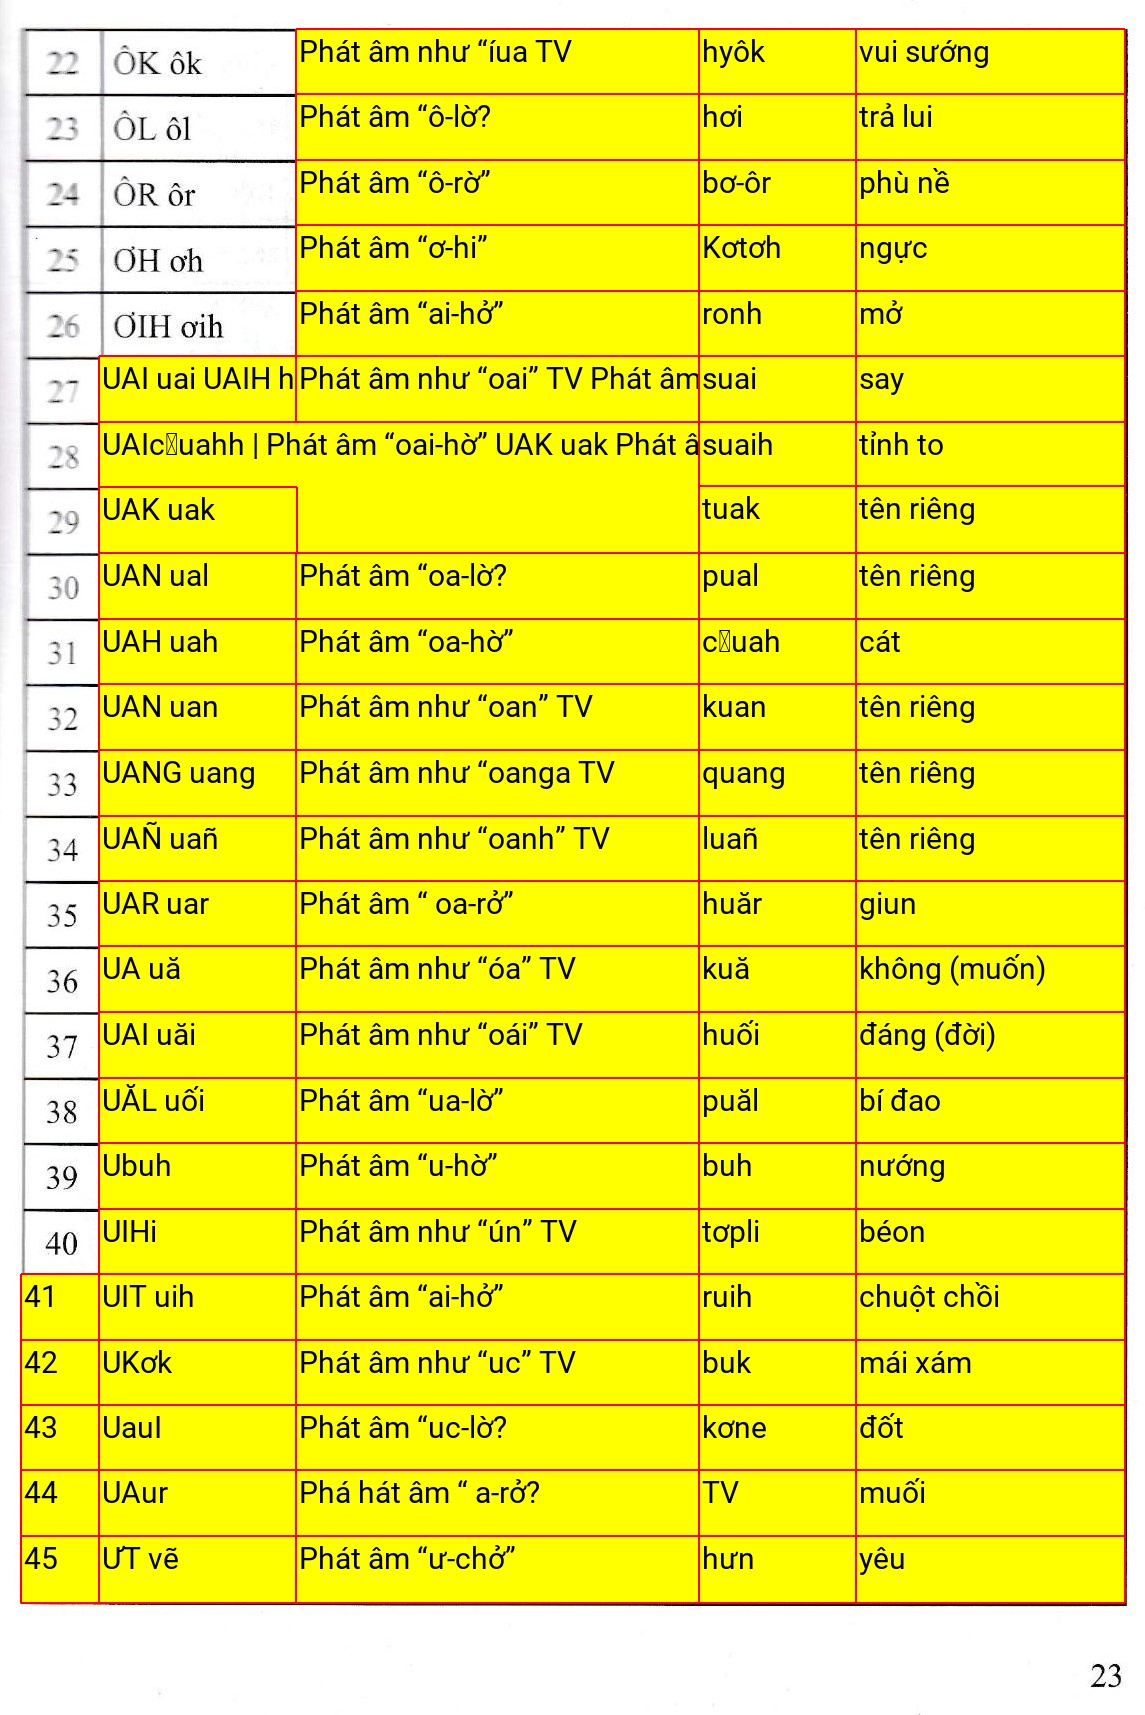 22 ÔK ôk Phát âm như “íua TV hyôk vui sướng
23 ÔL ôl Phát âm “ô-lờ? hơi trả lui
24 ÔR ôr Phát âm “ô-rờ” bơ-ôr phù nề
25 ƠH ơh Phát âm “ơ-hi” Kơtơh ngực
26 ƠIH ơih Phát âm “ai-hở” ronh mở
27 UAI uai UAIH h Phát âm như “oai” TV Phát âm suai say
28 UAIc uahh | Phát âm “oai-hờ” UAK uak Phát â suaih tỉnh to
29 UAK uak tuak tên riêng
30 UAN ual Phát âm “oa-lờ? pual tên riêng
31 UAH uah Phát âm “oa-hờ” c uah cát
32 UAN uan Phát âm như “oan” TV kuan tên riêng
33 UANG uang Phát âm như “oanga TV quang tên riêng
34 UAÑ uañ Phát âm như “oanh” TV luañ tên riêng
35 UAR uar Phát âm “ oa-rở” huăr giun
36 UA uă Phát âm như “óa” TV kuă không (muốn)
37 UAI uăi Phát âm như “oái” TV huối đáng (đời)
38 UĂL uối Phát âm “ua-lờ” puăl bí đao
39 Ubuh Phát âm “u-hờ” buh nướng
40 UIHi Phát âm như “ún” TV tơpli béon
41 UIT uih Phát âm “ai-hở” ruih chuột chồi
42 UKơk Phát âm như “uc” TV buk mái xám
43 UauI Phát âm “uc-lờ? kơne đốt
44 UAur Phá hát âm “ a-rở? TV muối
45 ƯT vẽ Phát âm “ư-chở” hưn yêu
23